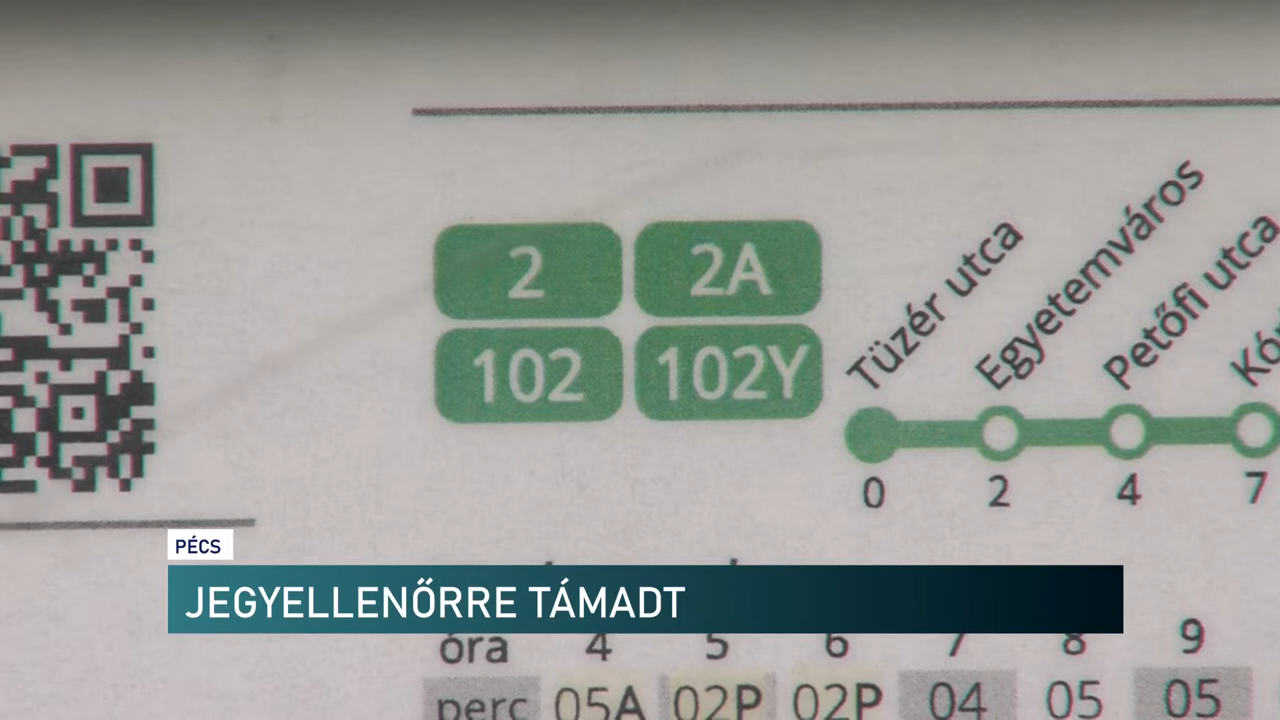 2 2A
102 102Y
Tüzér utca
Egyetemváros
Petőfi utca
0 2 4 7
PÉCS
JEGYELLENŐRRE TÁMADT
óra 4 5 6 7 8 9
perc 05A 02P 02P 04 05 05